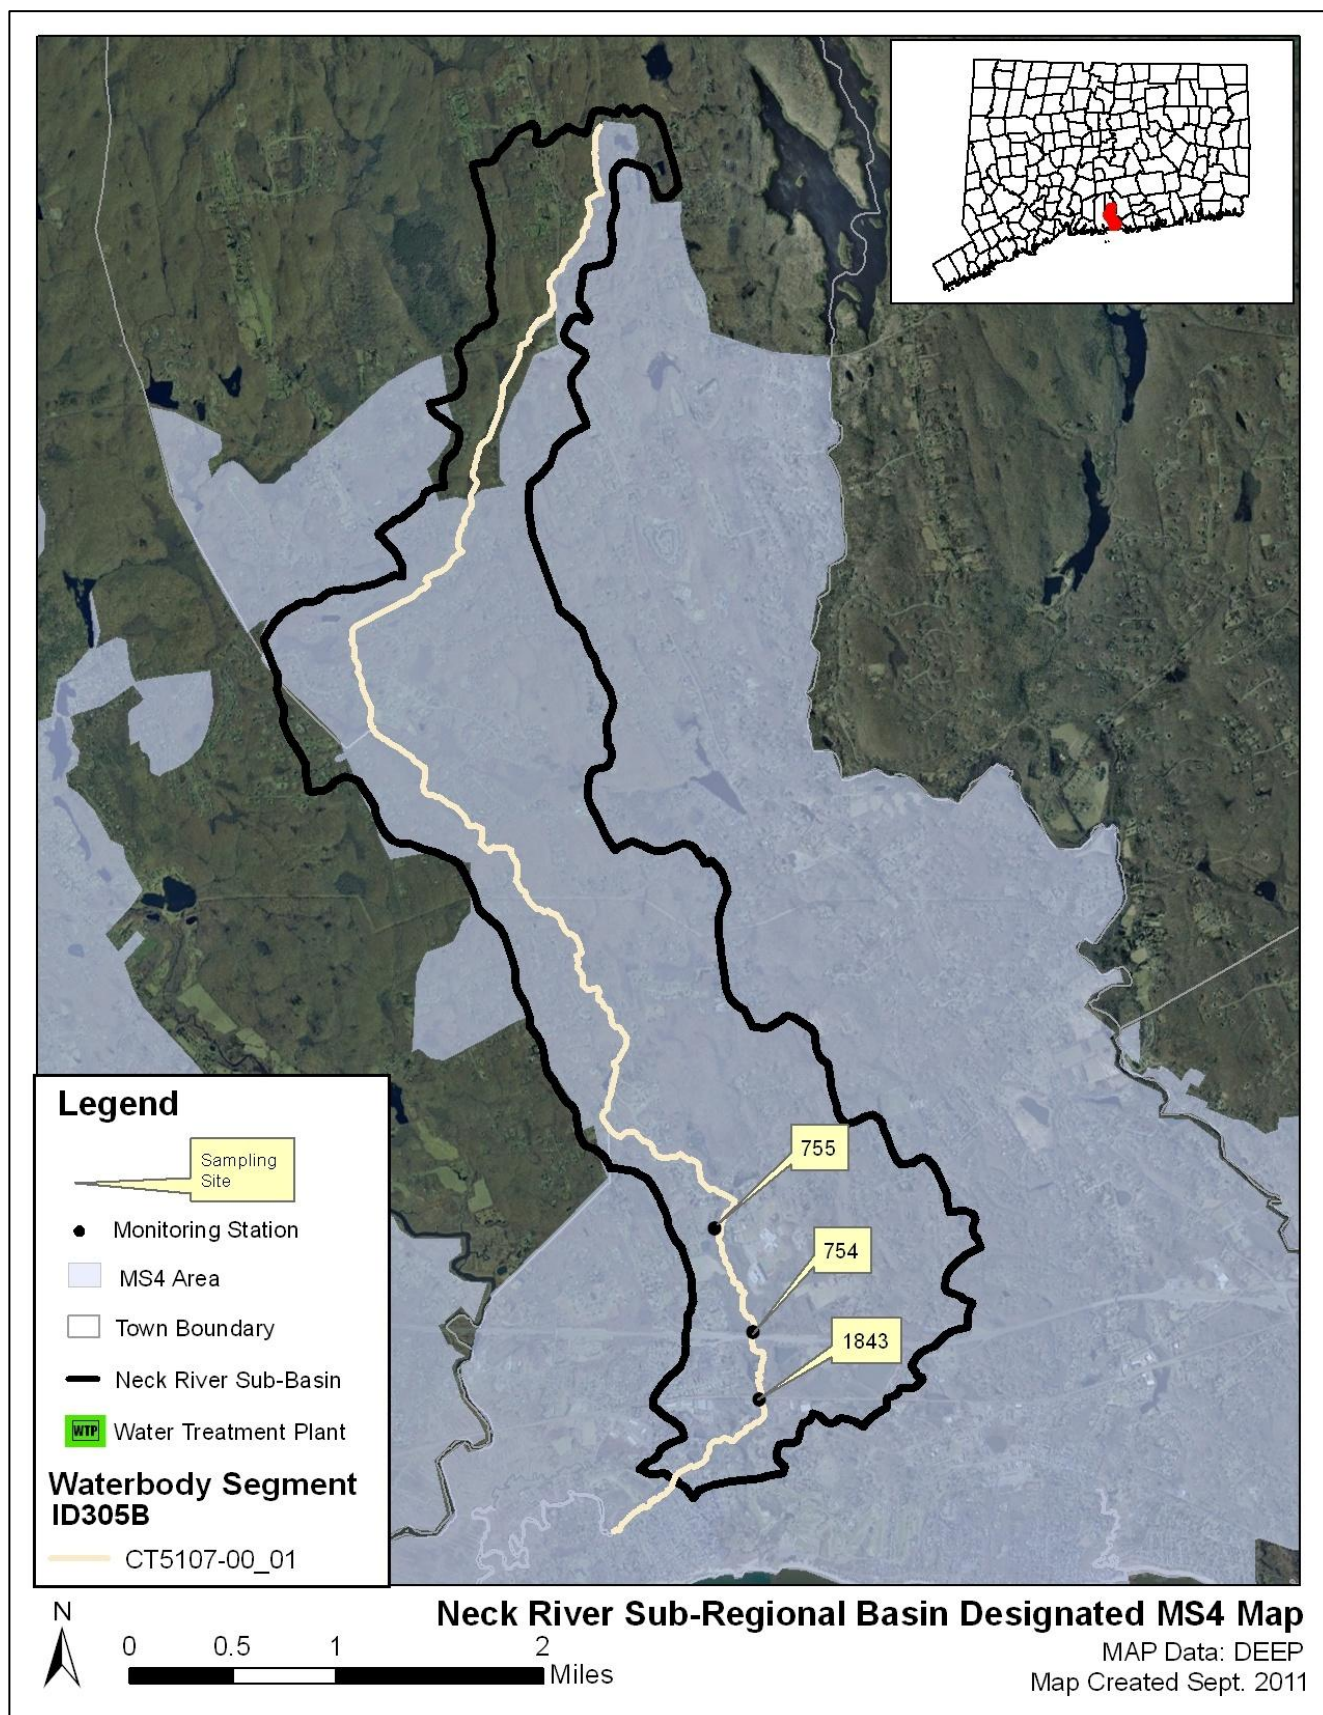 755
754
1843
Legend
Sampling
Site
Monitoring Station
MS4 Area
Town Boundary
Neck River Sub-Basin
WTP Water Treatment Plant
Waterbody Segment
ID305B
CT5107-00_01
N
0 0.5 1 2
Miles
Neck River Sub-Regional Basin Designated MS4 Map
MAP Data: DEEP
Map Created Sept. 2011